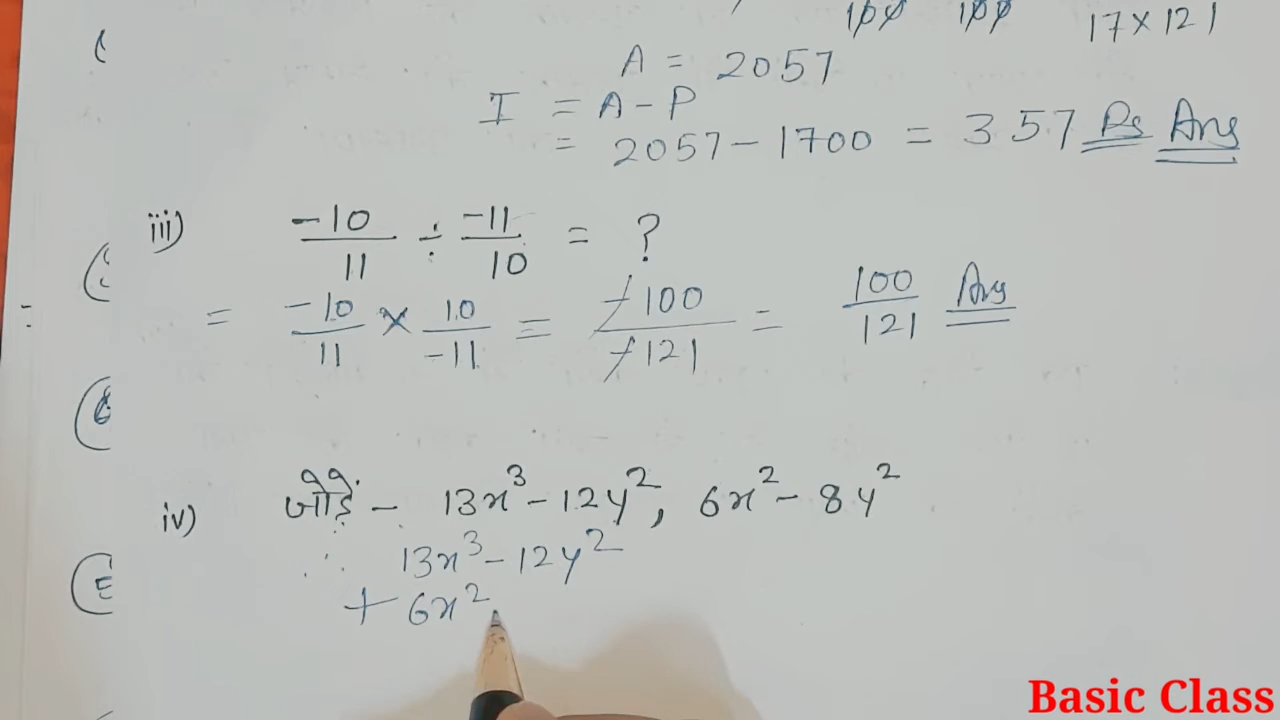 100 100 17 × 121
A = 2057
I = A - P
= 2057 - 1700 = 357 Rs Ans
iii) -10/11 ÷ -11/10 = ?
= -10/11 × 10/-11 = -100/-121 = 100/121 Ans
iv) जोड़ें - 13x³ - 12y², 6x² - 8y²
∴ 13x³ - 12y²
+ 6x²
Basic Class